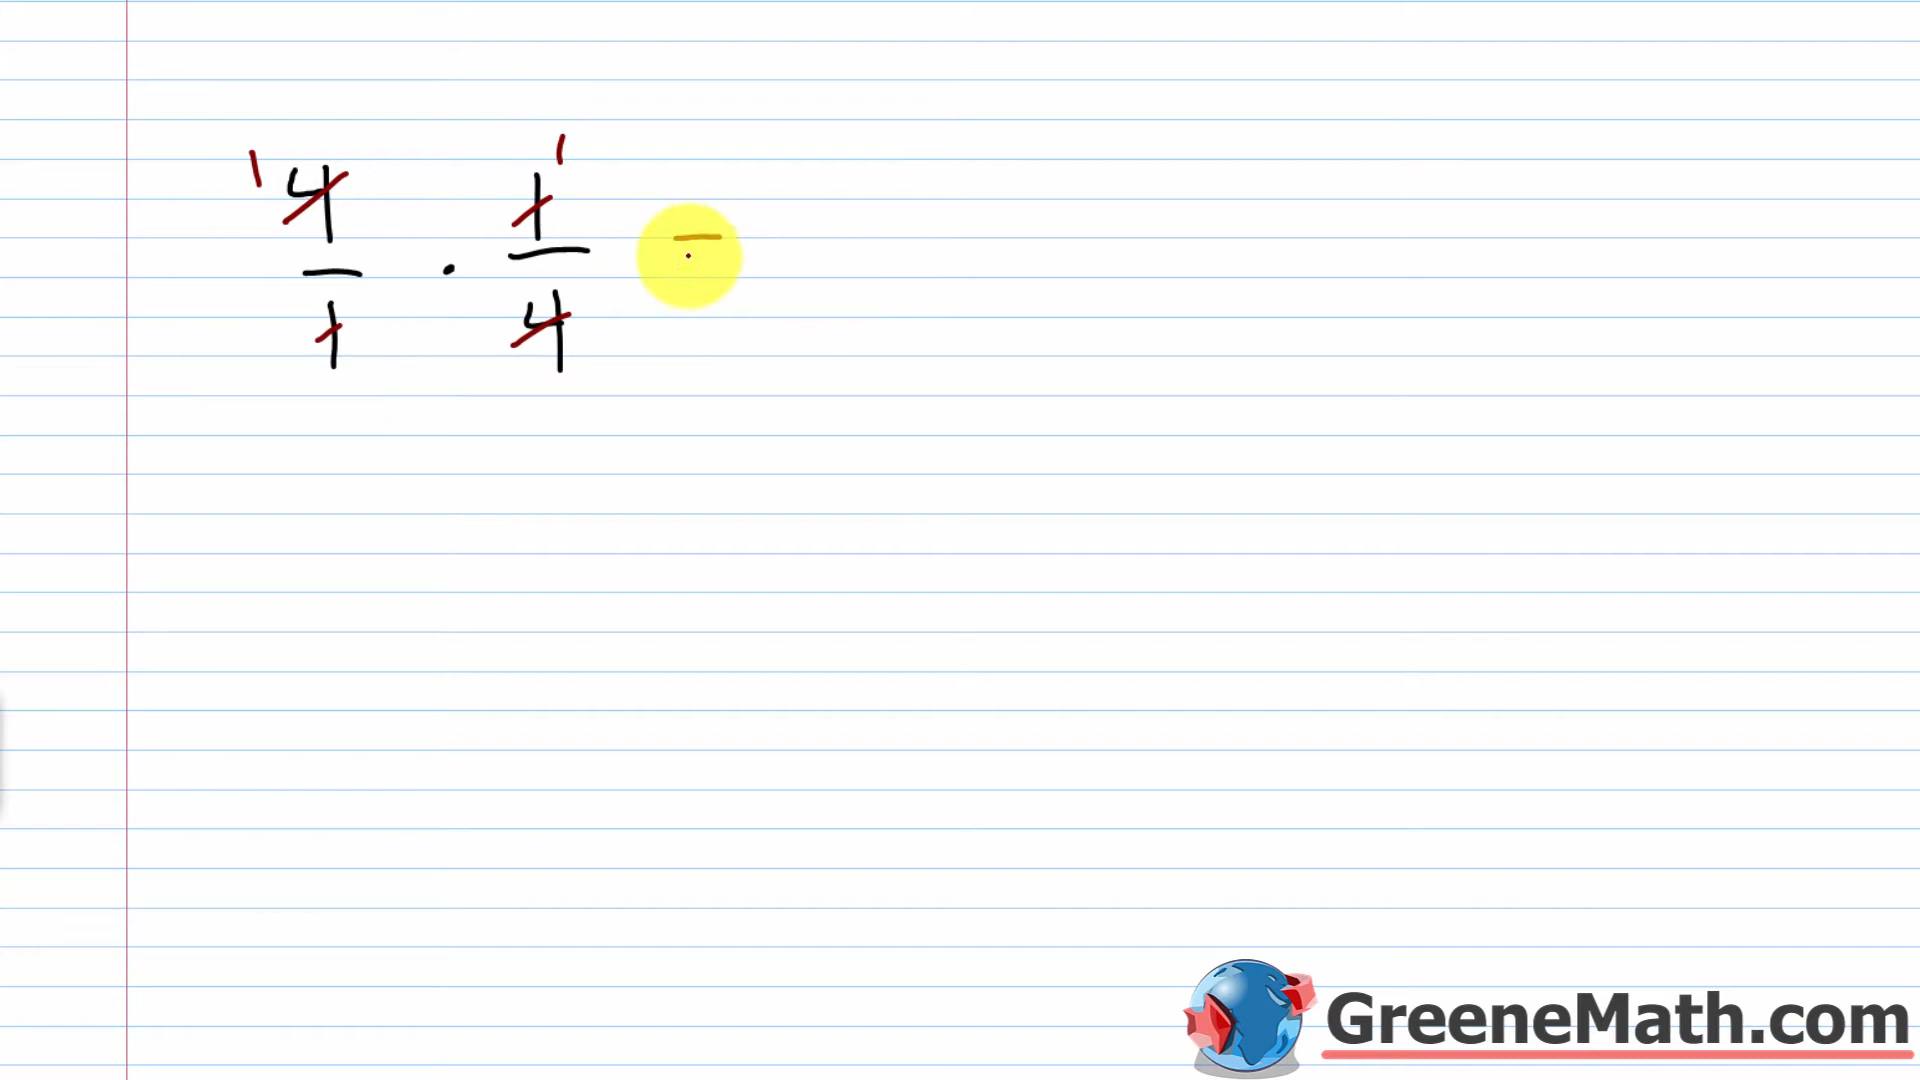 1 4 1 1
— · — —
1 4
GreeneMath.com